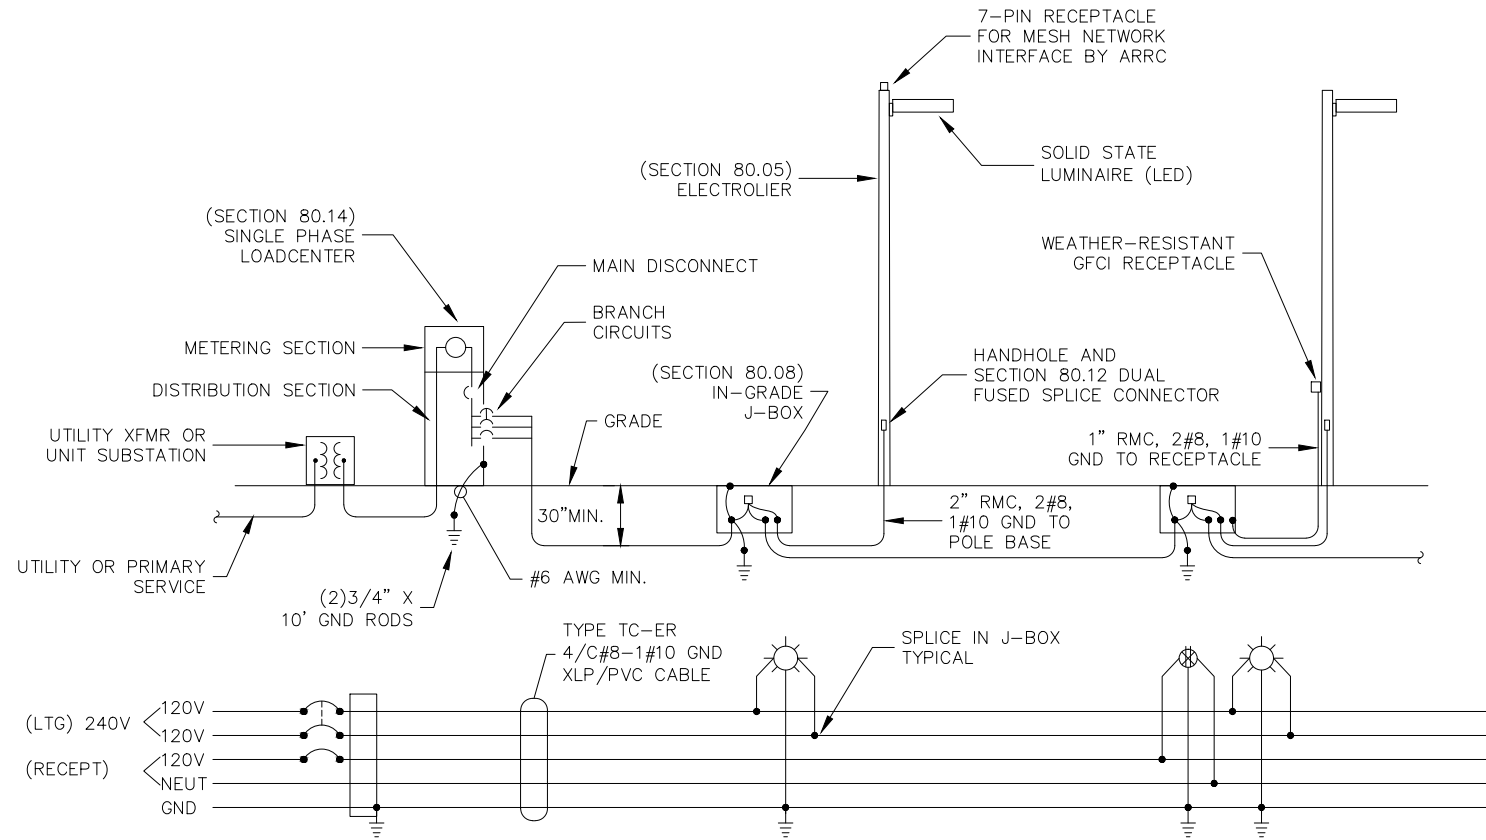 7-PIN RECEPTACLE
FOR MESH NETWORK
INTERFACE BY ARRC
SOLID STATE
LUMINAIRE (LED)
(SECTION 80.05)
ELECTROLIER
(SECTION 80.14)
SINGLE PHASE
LOADCENTER
WEATHER-RESISTANT
GFCI RECEPTACLE
MAIN DISCONNECT
BRANCH
CIRCUITS
METERING SECTION
HANDHOLE AND
SECTION 80.12 DUAL
FUSED SPLICE CONNECTOR
(SECTION 80.08)
IN-GRADE
J-BOX
DISTRIBUTION SECTION
GRADE
UTILITY XFMR OR
UNIT SUBSTATION
1" RMC, 2#8, 1#10
GND TO RECEPTACLE
30"MIN.
2" RMC, 2#8,
1#10 GND TO
POLE BASE
UTILITY OR PRIMARY
SERVICE
#6 AWG MIN.
(2)3/4" X
10' GND RODS
TYPE TC-ER
4/C#8-1#10 GND
XLP/PVC CABLE
SPLICE IN J-BOX
TYPICAL
(LTG) 240V
120V
120V
(RECEPT)
120V
NEUT
GND